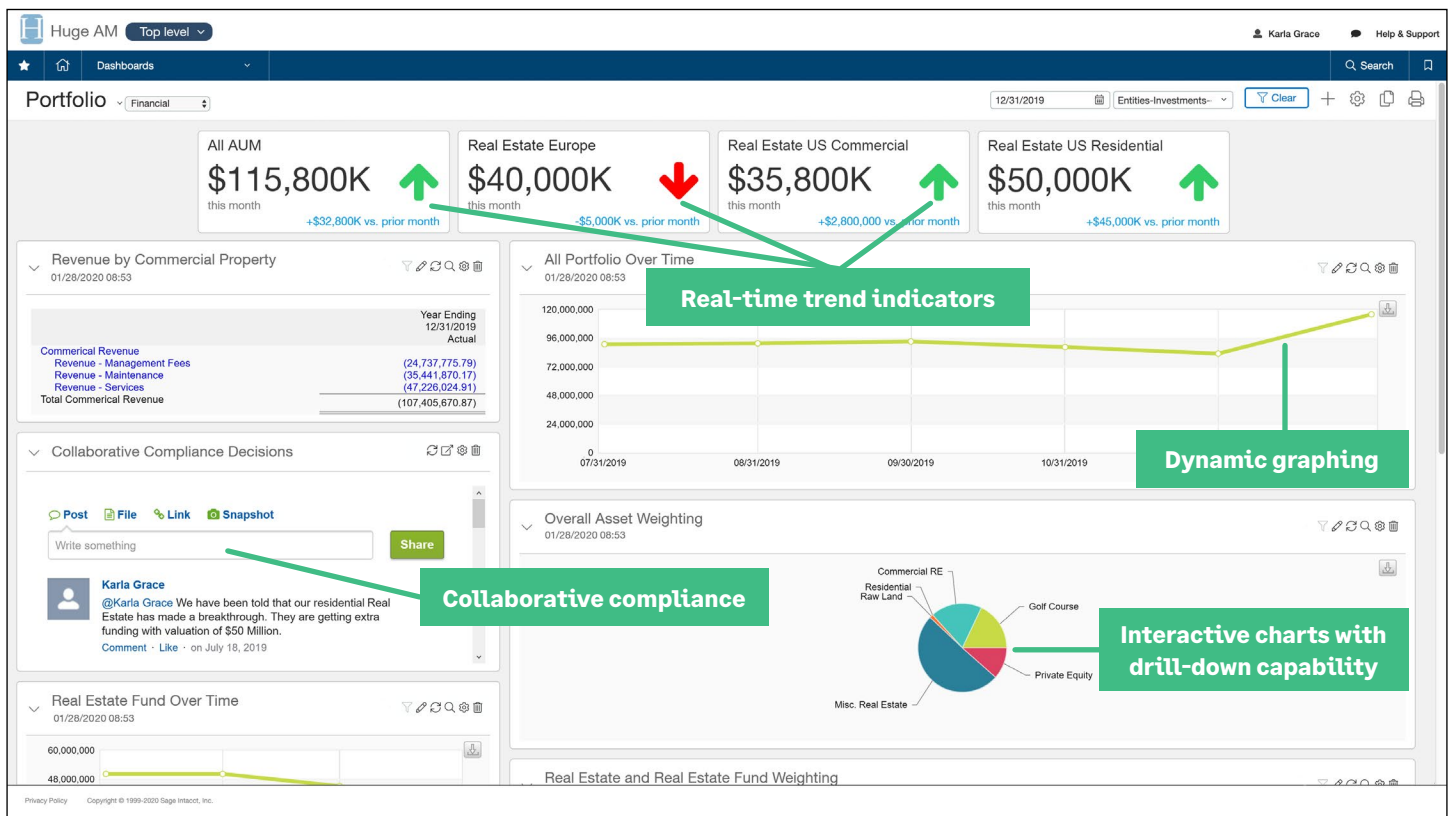 Huge AM Top level
Karla Grace Help & Support
Dashboards
Search
Portfolio Financial
12/31/2019 Entities-Investments- Clear
All AUM
$115,800K
this month
+$32,800K vs. prior month
Real Estate Europe
$40,000K
this month
-$5,000K vs. prior month
Real Estate US Commercial
$35,800K
this month
+$2,800,000 vs. prior month
Real Estate US Residential
$50,000K
this month
+$45,000K vs. prior month
Real-time trend indicators
Revenue by Commercial Property
01/28/2020 08:53
Year Ending
12/31/2019
Actual
Commerical Revenue
Revenue - Management Fees (24,737,775.79)
Revenue - Maintenance (35,441,870.17)
Revenue - Services (47,226,024.91)
Total Commerical Revenue (107,405,670.87)
All Portfolio Over Time
01/28/2020 08:53
120,000,000
96,000,000
72,000,000
48,000,000
24,000,000
0
07/31/2019 08/31/2019 09/30/2019 10/31/2019
Dynamic graphing
Collaborative Compliance Decisions
Post File Link Snapshot
Write something Share
Karla Grace
@Karla Grace We have been told that our residential Real
Estate has made a breakthrough. They are getting extra
funding with valuation of $50 Million.
Comment · Like · on July 18, 2019
Collaborative compliance
Overall Asset Weighting
01/28/2020 08:53
Commercial RE
Residential
Raw Land
Golf Course
Private Equity
Misc. Real Estate
Interactive charts with
drill-down capability
Real Estate Fund Over Time
01/28/2020 08:53
60,000,000
48,000,000
Real Estate and Real Estate Fund Weighting
Privacy Policy Copyright © 1999-2020 Sage Intacct, Inc.